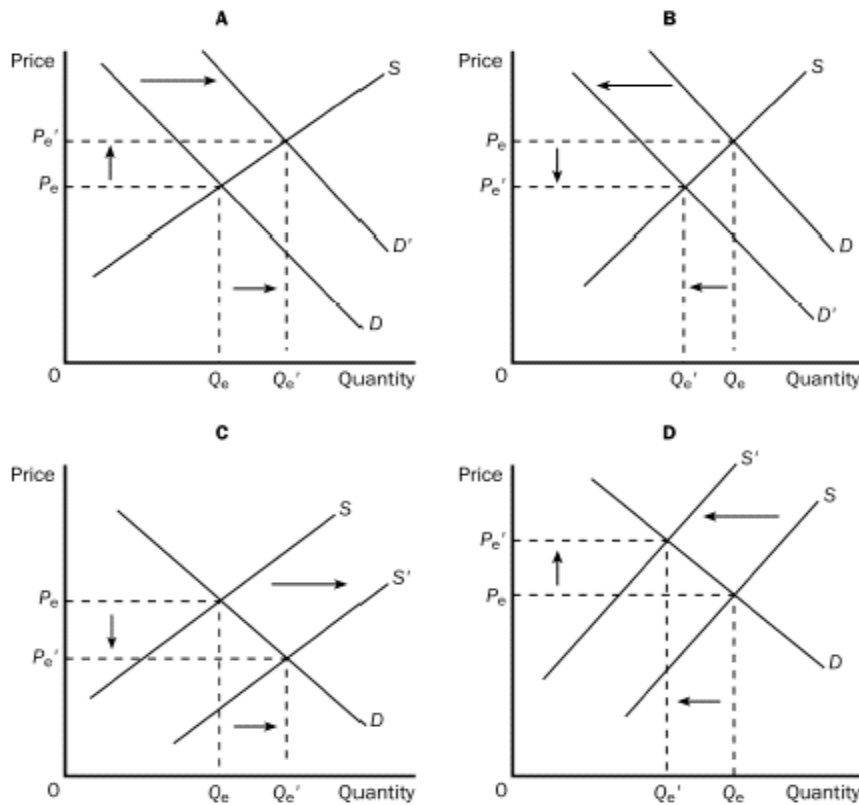 A
Price
S
Pe'
Pe
D'
D
0
Qe
Qe'
Quantity
B
Price
S
Pe
Pe'
D
D'
0
Qe'
Qe
Quantity
C
Price
S
S'
Pe
Pe'
D
0
Qe
Qe'
Quantity
D
Price
S'
S
Pe'
Pe
D
0
Qe'
Qe
Quantity